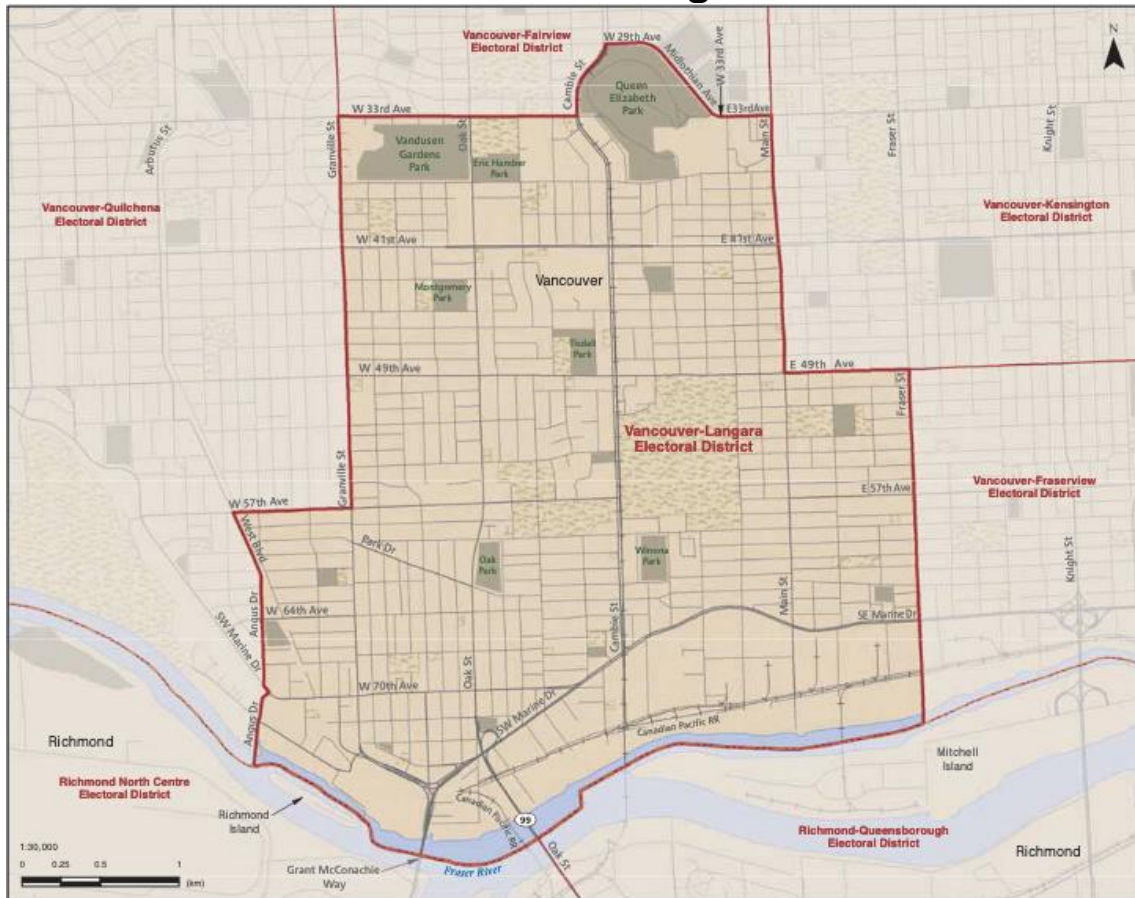 Vancouver-Fairview
Electoral District
W 29th Ave
Midlothian Ave
W 33rd Ave
N
Cambie St
Queen
Elizabeth
Park
W 33rd Ave
E33rdAve
Granville St
Oak St
Main St
Fraser St
Knight St
Arbutus St
Vandusen
Gardens
Park
Eric Hamber
Park
Vancouver-Quilchena
Electoral District
Vancouver-Kensington
Electoral District
W 41st Ave
E 41st Ave
Vancouver
Montgomery
Park
Tisdall
Park
W 49th Ave
E 49th Ave
Fraser St
Vancouver-Langara
Electoral District
Granville St
Vancouver-Fraserview
Electoral District
W 57th Ave
E 57th Ave
West Blvd
Park Dr
Oak
Park
Winona
Park
Knight St
Angus Dr
W 64th Ave
SW Marine Dr
Cambie St
Main St
SE Marine Dr
Oak St
W 70th Ave
SW Marine Dr
Canadian Pacific RR
Angus Dr
Richmond
Mitchell
Island
Richmond North Centre
Electoral District
Richmond
Island
Canadian Pacific RR
99
Oak St
Richmond-Queensborough
Electoral District
Richmond
1:30,000
0 0.25 0.5 1
(km)
Grant McConachie
Way
Fraser River